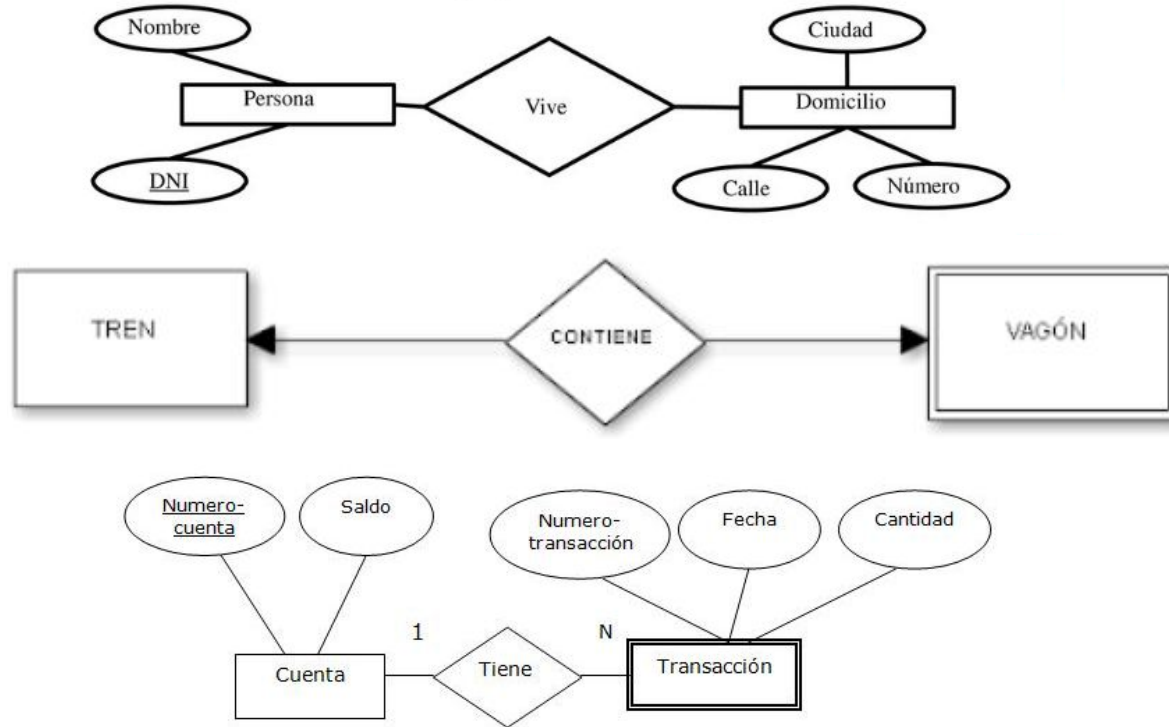 Nombre
Ciudad
Persona
Vive
Domicilio
DNI
Calle
Número
TREN
CONTIENE
VAGÓN
Numero-
cuenta
Saldo
Numero-
transacción
Fecha
Cantidad
1
N
Cuenta
Tiene
Transacción